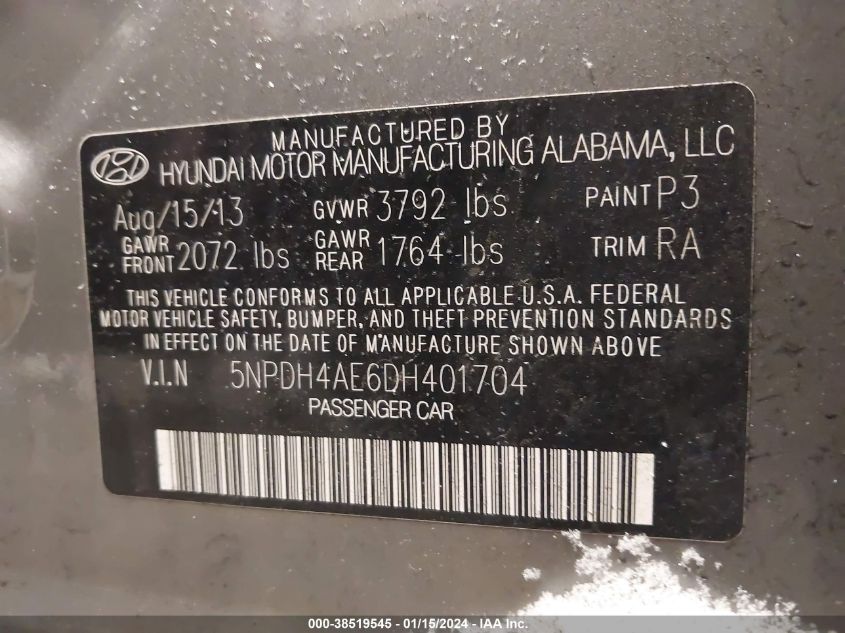 MANUFACTURED BY
HYUNDAI MOTOR MANUFACTURING ALABAMA, LLC
Aug/15/13 GVWR 3792 lbs PAINT P3
GAWR FRONT 2072 lbs GAWR REAR 1764 lbs TRIM RA
THIS VEHICLE CONFORMS TO ALL APPLICABLE U.S.A. FEDERAL
MOTOR VEHICLE SAFETY, BUMPER, AND THEFT PREVENTION STANDARDS
IN EFFECT ON THE DATE OF MANUFACTURE SHOWN ABOVE
V.I.N 5NPDH4AE6DH401704
PASSENGER CAR
000-38519545 - 01/15/2024 - IAA Inc.